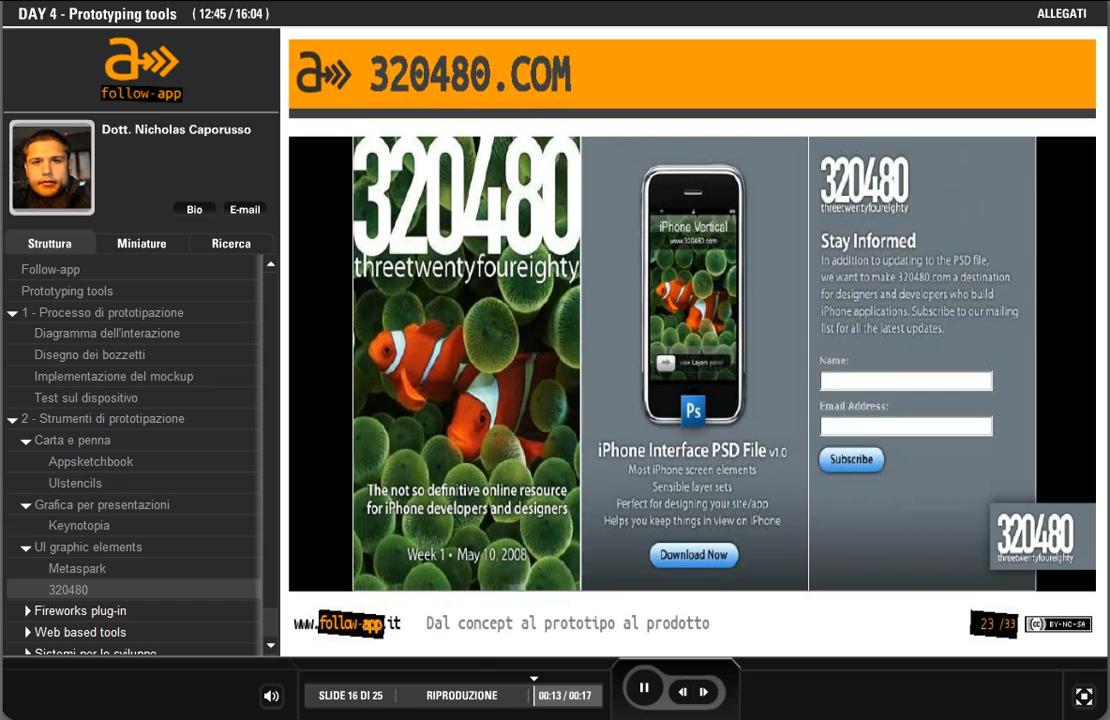 DAY 4 - Prototyping tools ( 12:45 / 16:04 )
ALLEGATI
a
follow-app
Dott. Nicholas Caporusso
Bio
E-mail
Struttura
Miniature
Ricerca
Follow-app
Prototyping tools
1 - Processo di prototipazione
Diagramma dell'interazione
Disegno dei bozzetti
Implementazione del mockup
Test sul dispositivo
2 - Strumenti di prototipazione
Carta e penna
Appsketchbook
UIstencils
Grafica per presentazioni
Keynotopia
UI graphic elements
Metaspark
320480
Fireworks plug-in
Web based tools
Sistemi per lo sviluppo
a 320480.COM
320480
threetwentyfoureighty
The not so definitive online resource
for iPhone developers and designers
Week 1 • May 10, 2008
iPhone Vertical
www.320480.com
view Layers panel
Ps
iPhone Interface PSD File v1.0
Most iPhone screen elements
Sensible layer sets
Perfect for designing your site/app
Helps you keep things in view on iPhone
Download Now
320480
threetwentyfoureighty
Stay Informed
In addition to updating to the PSD file,
we want to make 320480.com a destination
for designers and developers who build
iPhone applications. Subscribe to our mailing
list for all the latest updates.
Name:
Email Address:
Subscribe
320480
threetwentyfoureighty
www.follow-app.it
Dal concept al prototipo al prodotto
23 /33
cc BY-NC-SA
SLIDE 16 DI 25
RIPRODUZIONE
00:13 / 00:17